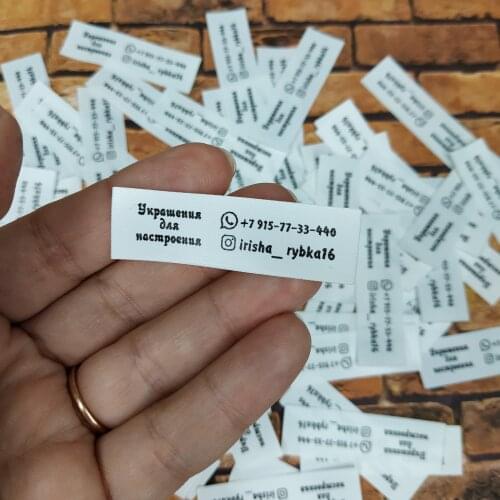 Украшения
для
настроения
+7 915-77-33-440
irisha_ rybka16